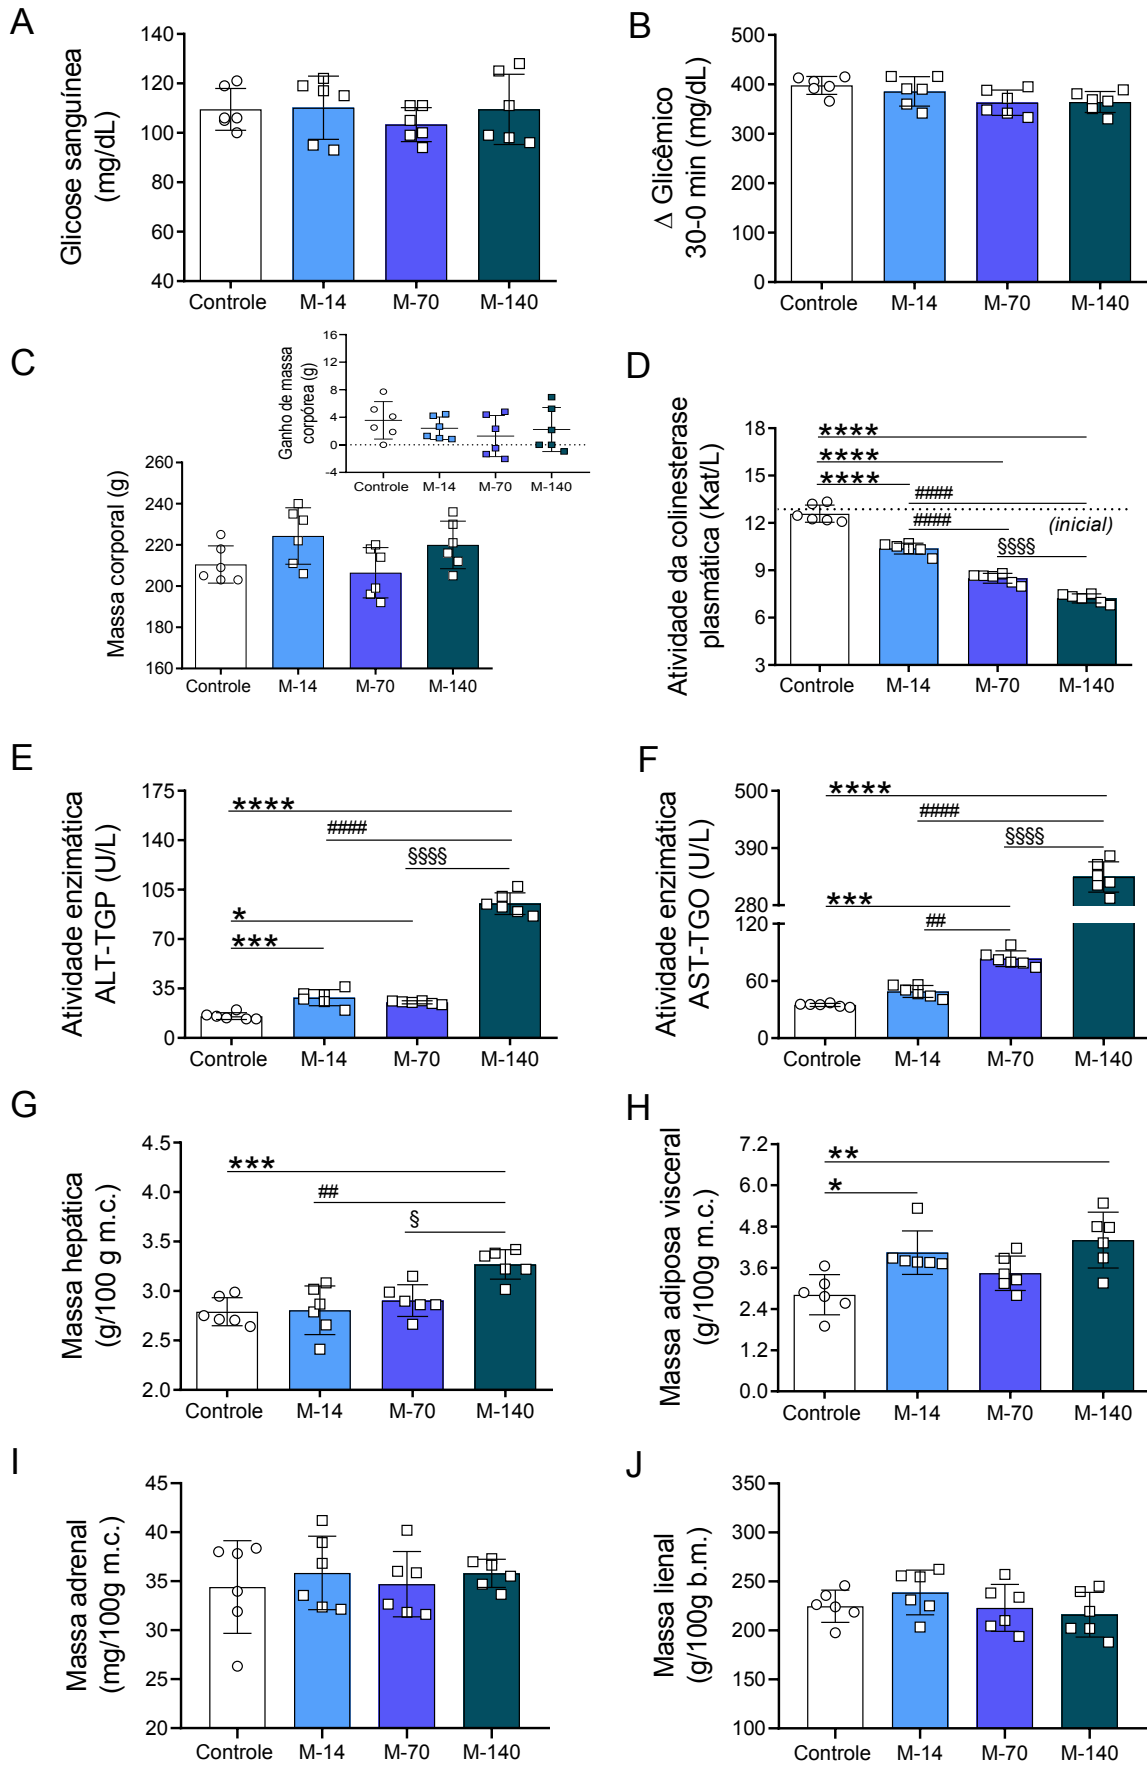 A
Glicose sanguínea
(mg/dL)
140
120
100
80
60
40
Controle M-14 M-70 M-140
B
Δ Glicêmico
30-0 min (mg/dL)
500
400
300
200
100
0
Controle M-14 M-70 M-140
C
Ganho de massa
corpórea (g)
16
12
8
4
0
-4
Controle M-14 M-70 M-140
Massa corporal (g)
260
240
220
200
180
160
Controle M-14 M-70 M-140
D
Atividade da colinesterase
plasmática (Kat/L)
18
15
12
9
6
3
****
****
****
####
####
(inicial)
§§§§
Controle M-14 M-70 M-140
E
Atividade enzimática
ALT-TGP (U/L)
175
140
105
70
35
0
****
####
§§§§
*
***
Controle M-14 M-70 M-140
F
Atividade enzimática
AST-TGO (U/L)
500
390
280
120
60
0
****
####
§§§§
***
##
Controle M-14 M-70 M-140
G
Massa hepática
(g/100 g m.c.)
4.5
4.0
3.5
3.0
2.5
2.0
***
##
§
Controle M-14 M-70 M-140
H
Massa adiposa visceral
(g/100g m.c.)
7.2
6.0
4.8
3.6
2.4
1.2
0.0
**
*
Controle M-14 M-70 M-140
I
Massa adrenal
(mg/100g m.c.)
45
40
35
30
25
20
Controle M-14 M-70 M-140
J
Massa lienal
(g/100g b.m.)
350
300
250
200
150
100
Controle M-14 M-70 M-140